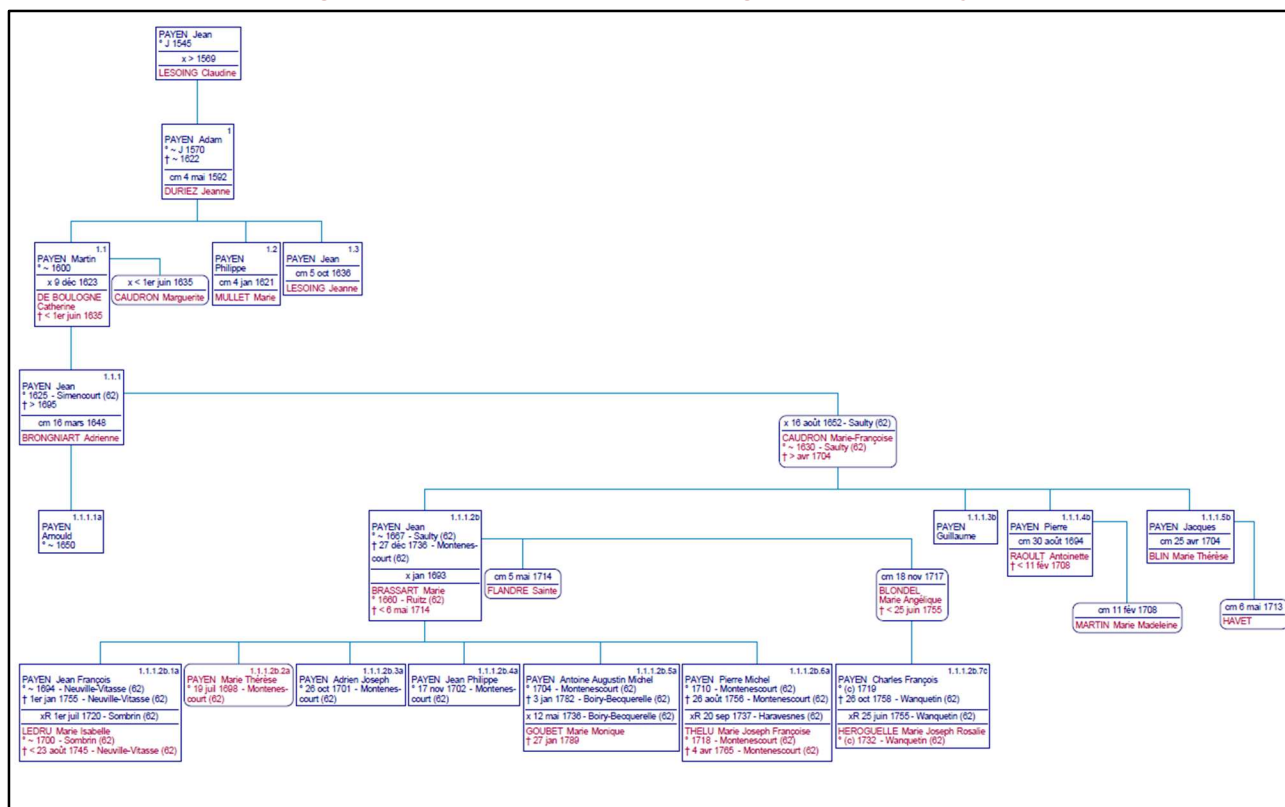 PAYEN Jean
° J 1545
x > 1569
LESOING Claudine
1
PAYEN Adam
° ~ J 1570
† ~ 1622
cm 4 mai 1592
DURIEZ Jeanne
1.1
PAYEN Martin
° ~ 1600
x 9 déc 1623
DE BOULOGNE
Catherine
† < 1er juin 1635
x < 1er juin 1635
CAUDRON Marguerite
1.2
PAYEN
Philippe
cm 4 jan 1621
MULLET Marie
1.3
PAYEN Jean
cm 5 oct 1636
LESOING Jeanne
1.1.1
PAYEN Jean
° 1625 - Simencourt (62)
† > 1695
cm 16 mars 1648
BRONGNIART Adrienne
x 16 août 1652 - Saulty (62)
CAUDRON Marie-Françoise
° ~ 1630 - Saulty (62)
† > avr 1704
1.1.1.1a
PAYEN
Arnould
° ~ 1650
1.1.1.2b
PAYEN Jean
° ~ 1667 - Saulty (62)
† 27 déc 1736 - Montenes-
court (62)
x jan 1693
BRASSART Marie
° 1660 - Ruitz (62)
† < 6 mai 1714
cm 5 mai 1714
FLANDRE Sainte
cm 18 nov 1717
BLONDEL
Marie Angélique
† < 25 juin 1755
1.1.1.3b
PAYEN
Guillaume
1.1.1.4b
PAYEN Pierre
cm 30 août 1694
RAOULT Antoinette
† < 11 fév 1708
cm 11 fév 1708
MARTIN Marie Madeleine
1.1.1.5b
PAYEN Jacques
cm 25 avr 1704
BLIN Marie Thérèse
cm 6 mai 1713
HAVET
1.1.1.2b.1a
PAYEN Jean François
° ~ 1694 - Neuville-Vitasse (62)
† 1er jan 1755 - Neuville-Vitasse (62)
xR 1er juil 1720 - Sombrin (62)
LEDRU Marie Isabelle
° ~ 1700 - Sombrin (62)
† < 23 août 1745 - Neuville-Vitasse (62)
1.1.1.2b.2a
PAYEN Marie Thérèse
° 19 juil 1698 - Montenes-
court (62)
1.1.1.2b.3a
PAYEN Adrien Joseph
° 26 oct 1701 - Montenes-
court (62)
1.1.1.2b.4a
PAYEN Jean Philippe
° 17 nov 1702 - Montenes-
court (62)
1.1.1.2b.5a
PAYEN Antoine Augustin Michel
° 1704 - Montenescourt (62)
† 3 jan 1782 - Boiry-Becquerelle (62)
x 12 mai 1736 - Boiry-Becquerelle (62)
GOUBET Marie Monique
† 27 jan 1789
1.1.1.2b.6a
PAYEN Pierre Michel
° 1710 - Montenescourt (62)
† 26 août 1756 - Montenescourt (62)
xR 20 sep 1737 - Haravesnes (62)
THELU Marie Joseph Françoise
° 1718 - Montenescourt (62)
† 4 avr 1765 - Montenescourt (62)
1.1.1.2b.7c
PAYEN Charles François
° (c) 1719
† 26 oct 1758 - Wanquetin (62)
xR 25 juin 1755 - Wanquetin (62)
HEROGUELLE Marie Joseph Rosalie
° (c) 1732 - Wanquetin (62)